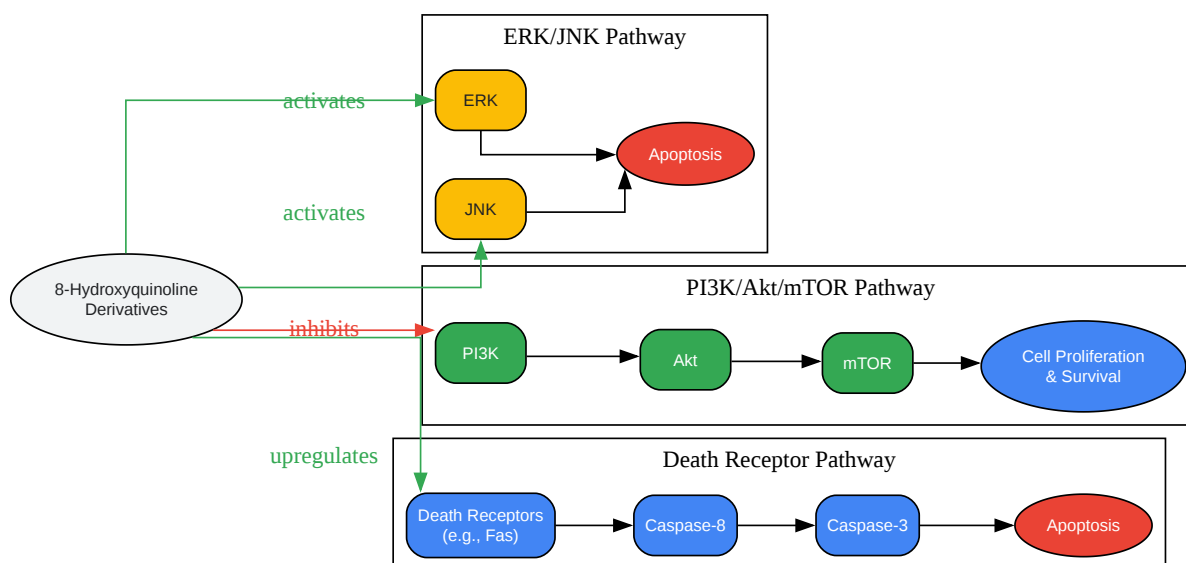 ERK/JNK Pathway
activates
ERK
Apoptosis
activates
JNK
8-Hydroxyquinoline
Derivatives
PI3K/Akt/mTOR Pathway
inhibits
PI3K
Akt
mTOR
Cell Proliferation
& Survival
upregulates
Death Receptor Pathway
Death Receptors
(e.g., Fas)
Caspase-8
Caspase-3
Apoptosis